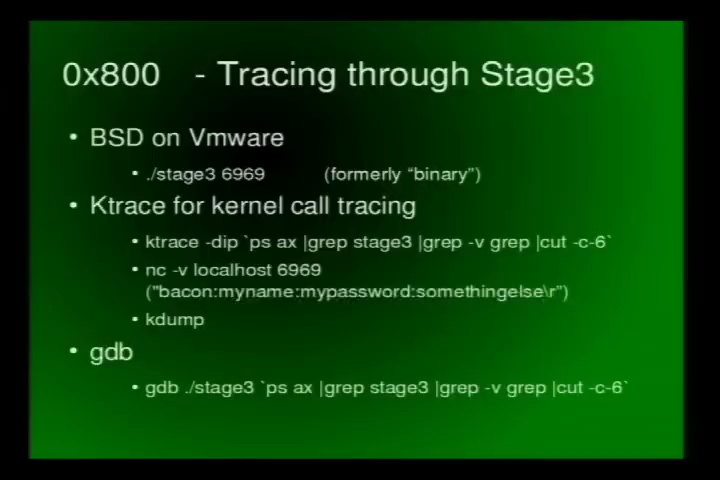 0x800 - Tracing through Stage3
• BSD on Vmware
• ./stage3 6969 (formerly “binary”)
• Ktrace for kernel call tracing
• ktrace -dip `ps ax |grep stage3 |grep -v grep |cut -c-6`
• nc -v localhost 6969
("bacon:myname:mypassword:somethingelse\r”)
• kdump
• gdb
• gdb ./stage3 `ps ax |grep stage3 |grep -v grep |cut -c-6`